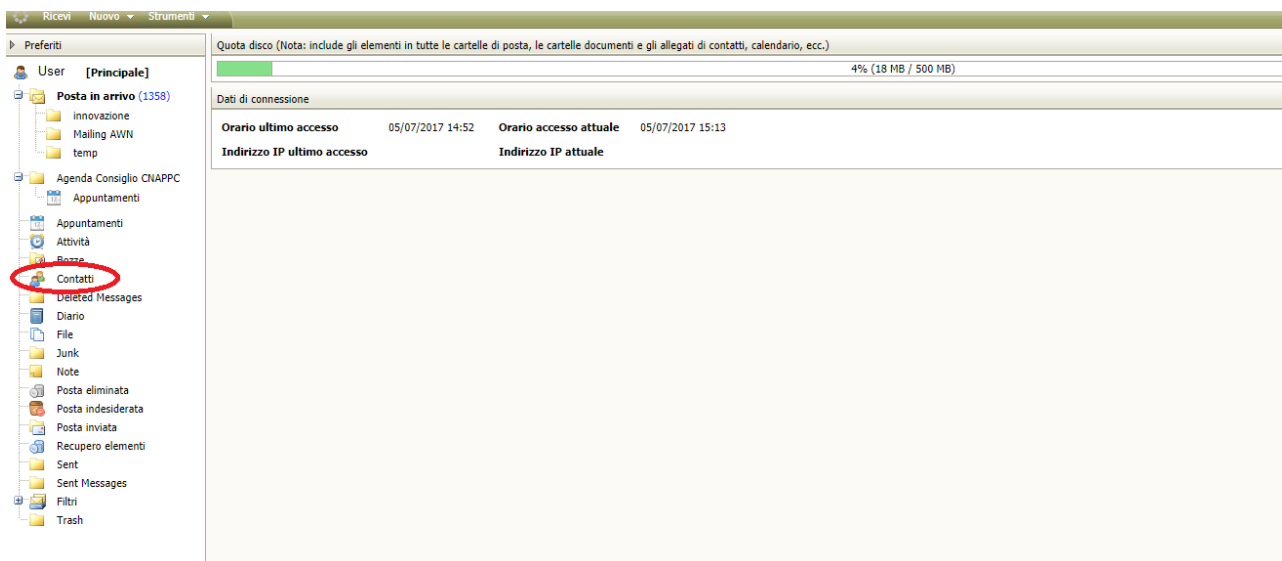 Ricevi Nuovo Strumenti
Preferiti
User [Principale]
Posta in arrivo (1358)
innovazione
Mailing AWN
temp
Agenda Consiglio CNAPPC
12
Appuntamenti
12
Appuntamenti
Attività
Bozze
Contatti
Deleted Messages
Diario
File
Junk
Note
Posta eliminata
Posta indesiderata
Posta inviata
Recupero elementi
Sent
Sent Messages
Filtri
Trash
Quota disco (Nota: include gli elementi in tutte le cartelle di posta, le cartelle documenti e gli allegati di contatti, calendario, ecc.)
4% (18 MB / 500 MB)
Dati di connessione
Orario ultimo accesso 05/07/2017 14:52 Orario accesso attuale 05/07/2017 15:13
Indirizzo IP ultimo accesso Indirizzo IP attuale